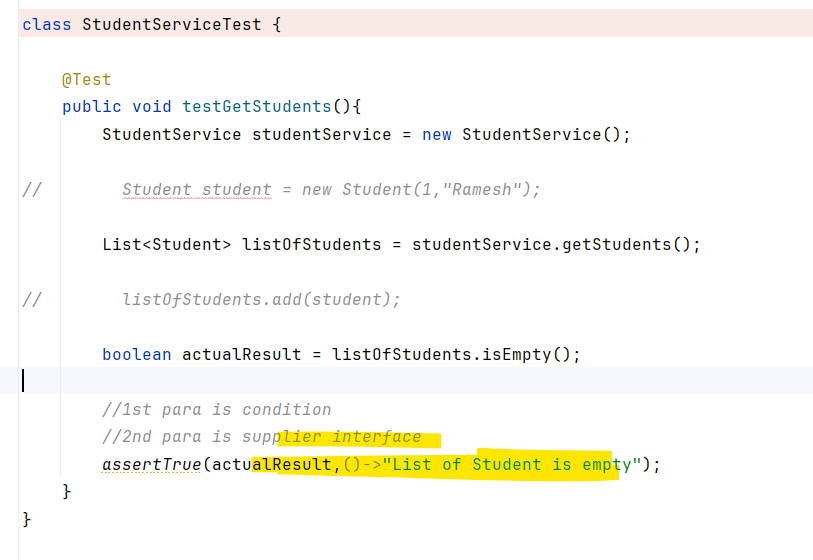 class StudentServiceTest {
@Test
public void testGetStudents(){
StudentService studentService = new StudentService();
// Student student = new Student(1,"Ramesh");
List<Student> listOfStudents = studentService.getStudents();
// listOfStudents.add(student);
boolean actualResult = listOfStudents.isEmpty();
//1st para is condition
//2nd para is supplier interface
assertTrue(actualResult,()->"List of Student is empty");
}
}